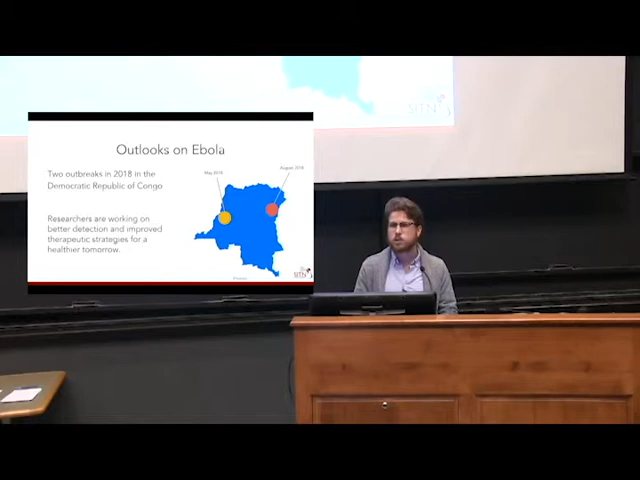 SITN
Outlooks on Ebola
Two outbreaks in 2018 in the
Democratic Republic of Congo
May 2018
August 2018
Researchers are working on
better detection and improved
therapeutic strategies for a
healthier tomorrow.
SITN